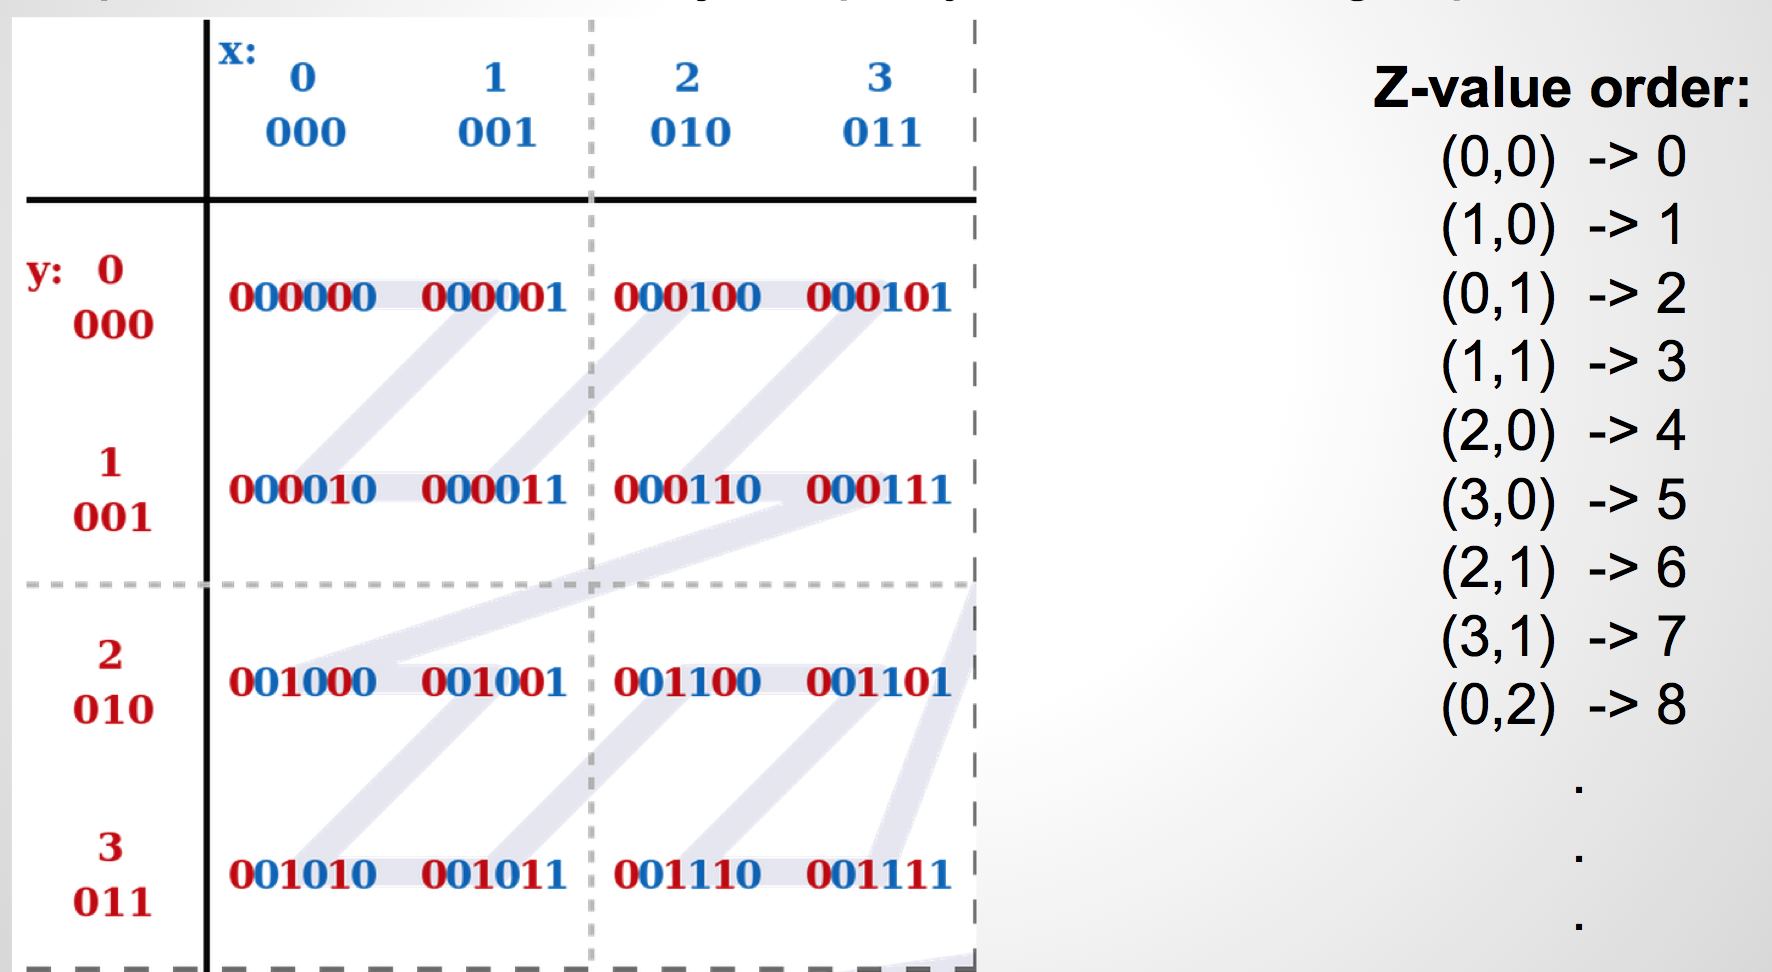 x:
0 1 2 3
000 001 010 011
y: 0
000
000000 000001 000100 000101
1
001
000010 000011 000110 000111
2
010
001000 001001 001100 001101
3
011
001010 001011 001110 001111
Z-value order:
(0,0) -> 0
(1,0) -> 1
(0,1) -> 2
(1,1) -> 3
(2,0) -> 4
(3,0) -> 5
(2,1) -> 6
(3,1) -> 7
(0,2) -> 8
.
.
.